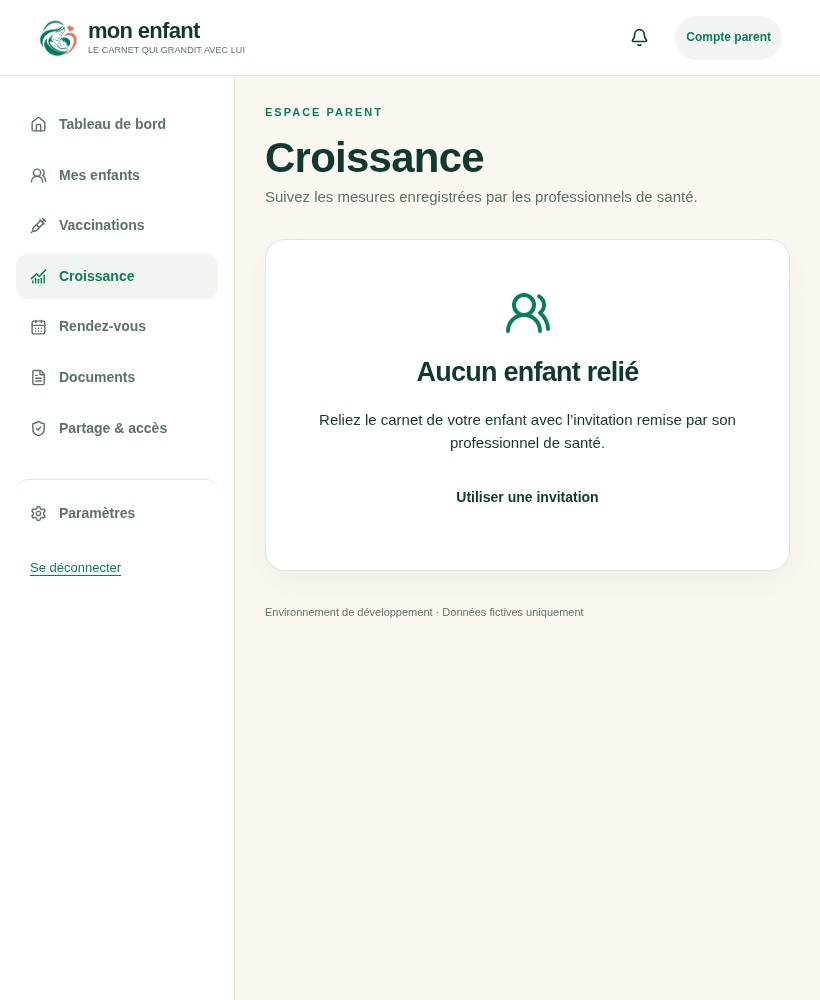 mon enfant
LE CARNET QUI GRANDIT AVEC LUI
Compte parent
Tableau de bord
Mes enfants
Vaccinations
Croissance
Rendez-vous
Documents
Partage & accès
Paramètres
Se déconnecter
ESPACE PARENT
Croissance
Suivez les mesures enregistrées par les professionnels de santé.
Aucun enfant relié
Reliez le carnet de votre enfant avec l’invitation remise par son
professionnel de santé.
Utiliser une invitation
Environnement de développement · Données fictives uniquement